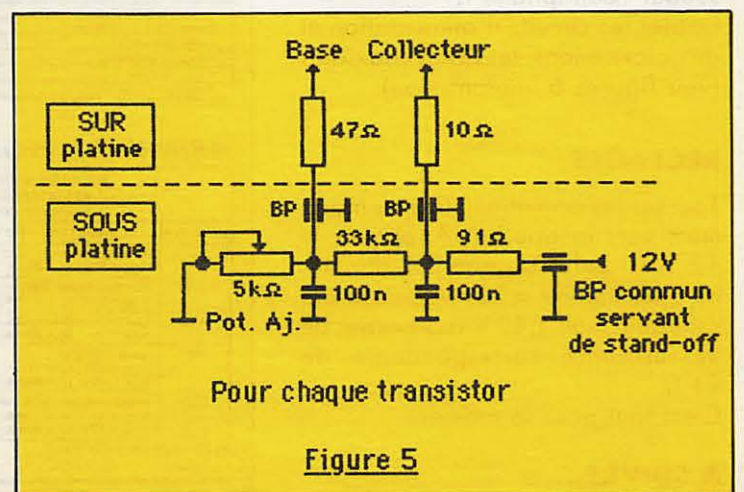 Base Collecteur
SUR
platine
47Ω
10Ω
SOUS
platine
BP
BP
33kΩ
91Ω
12V
5kΩ
100n
100n
BP commun
servant
de stand-off
Pot. Aj.
Pour chaque transistor
Figure 5